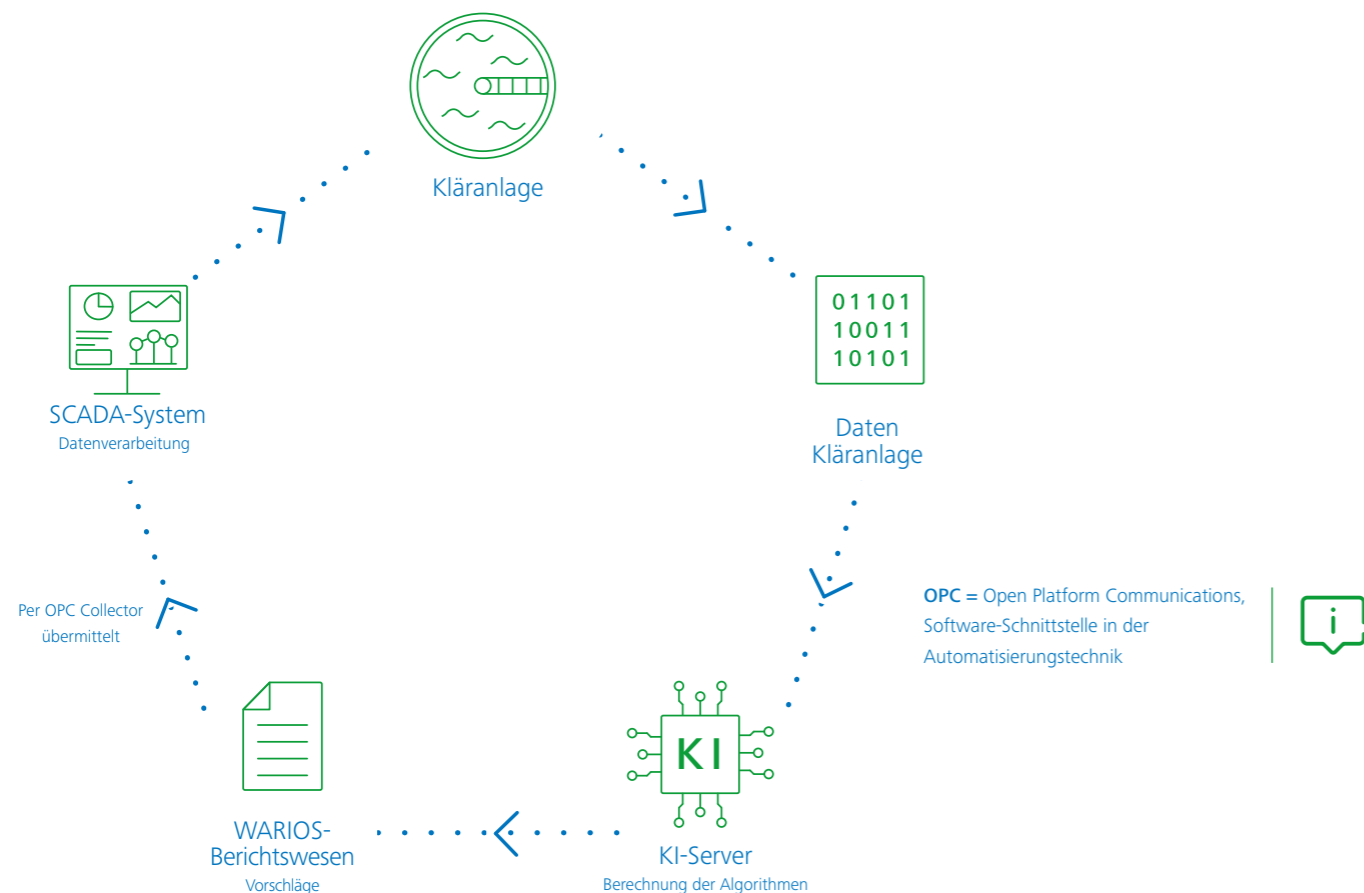 Kläranlage
01101
10011
10101
Daten
Kläranlage
OPC = Open Platform Communications,
Software-Schnittstelle in der
Automatisierungstechnik
i
KI
KI-Server
Berechnung der Algorithmen
WARIOS-
Berichtswesen
Vorschläge
Per OPC Collector
übermittelt
SCADA-System
Datenverarbeitung